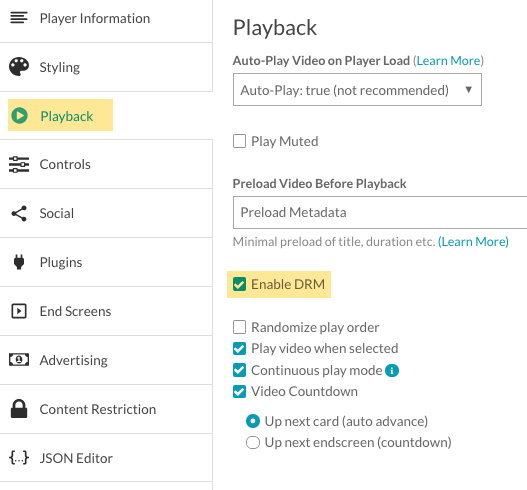 Player Information
Styling
Playback
Controls
Social
Plugins
End Screens
Advertising
Content Restriction
{...} JSON Editor
Playback
Auto-Play Video on Player Load (Learn More)
Auto-Play: true (not recommended)
Play Muted
Preload Video Before Playback
Preload Metadata
Minimal preload of title, duration etc. (Learn More)
Enable DRM
Randomize play order
Play video when selected
Continuous play mode i
Video Countdown
Up next card (auto advance)
Up next endscreen (countdown)